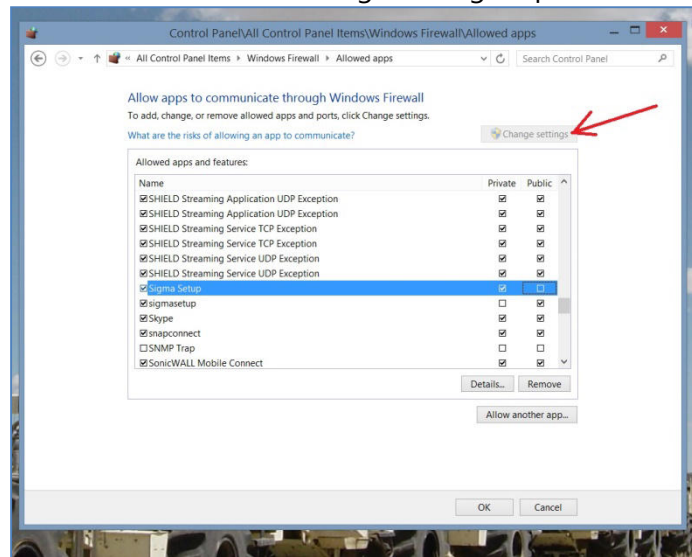 Control Panel\All Control Panel Items\Windows Firewall\Allowed apps
« All Control Panel Items ▸ Windows Firewall ▸ Allowed apps
Search Control Panel
Allow apps to communicate through Windows Firewall
To add, change, or remove allowed apps and ports, click Change settings.
What are the risks of allowing an app to communicate?
Change settings
Allowed apps and features:
Name Private Public
SHIELD Streaming Application UDP Exception
SHIELD Streaming Application UDP Exception
SHIELD Streaming Service TCP Exception
SHIELD Streaming Service TCP Exception
SHIELD Streaming Service UDP Exception
SHIELD Streaming Service UDP Exception
Sigma Setup
sigmasetup
Skype
snapconnect
SNMP Trap
SonicWALL Mobile Connect
Details... Remove
Allow another app...
OK Cancel